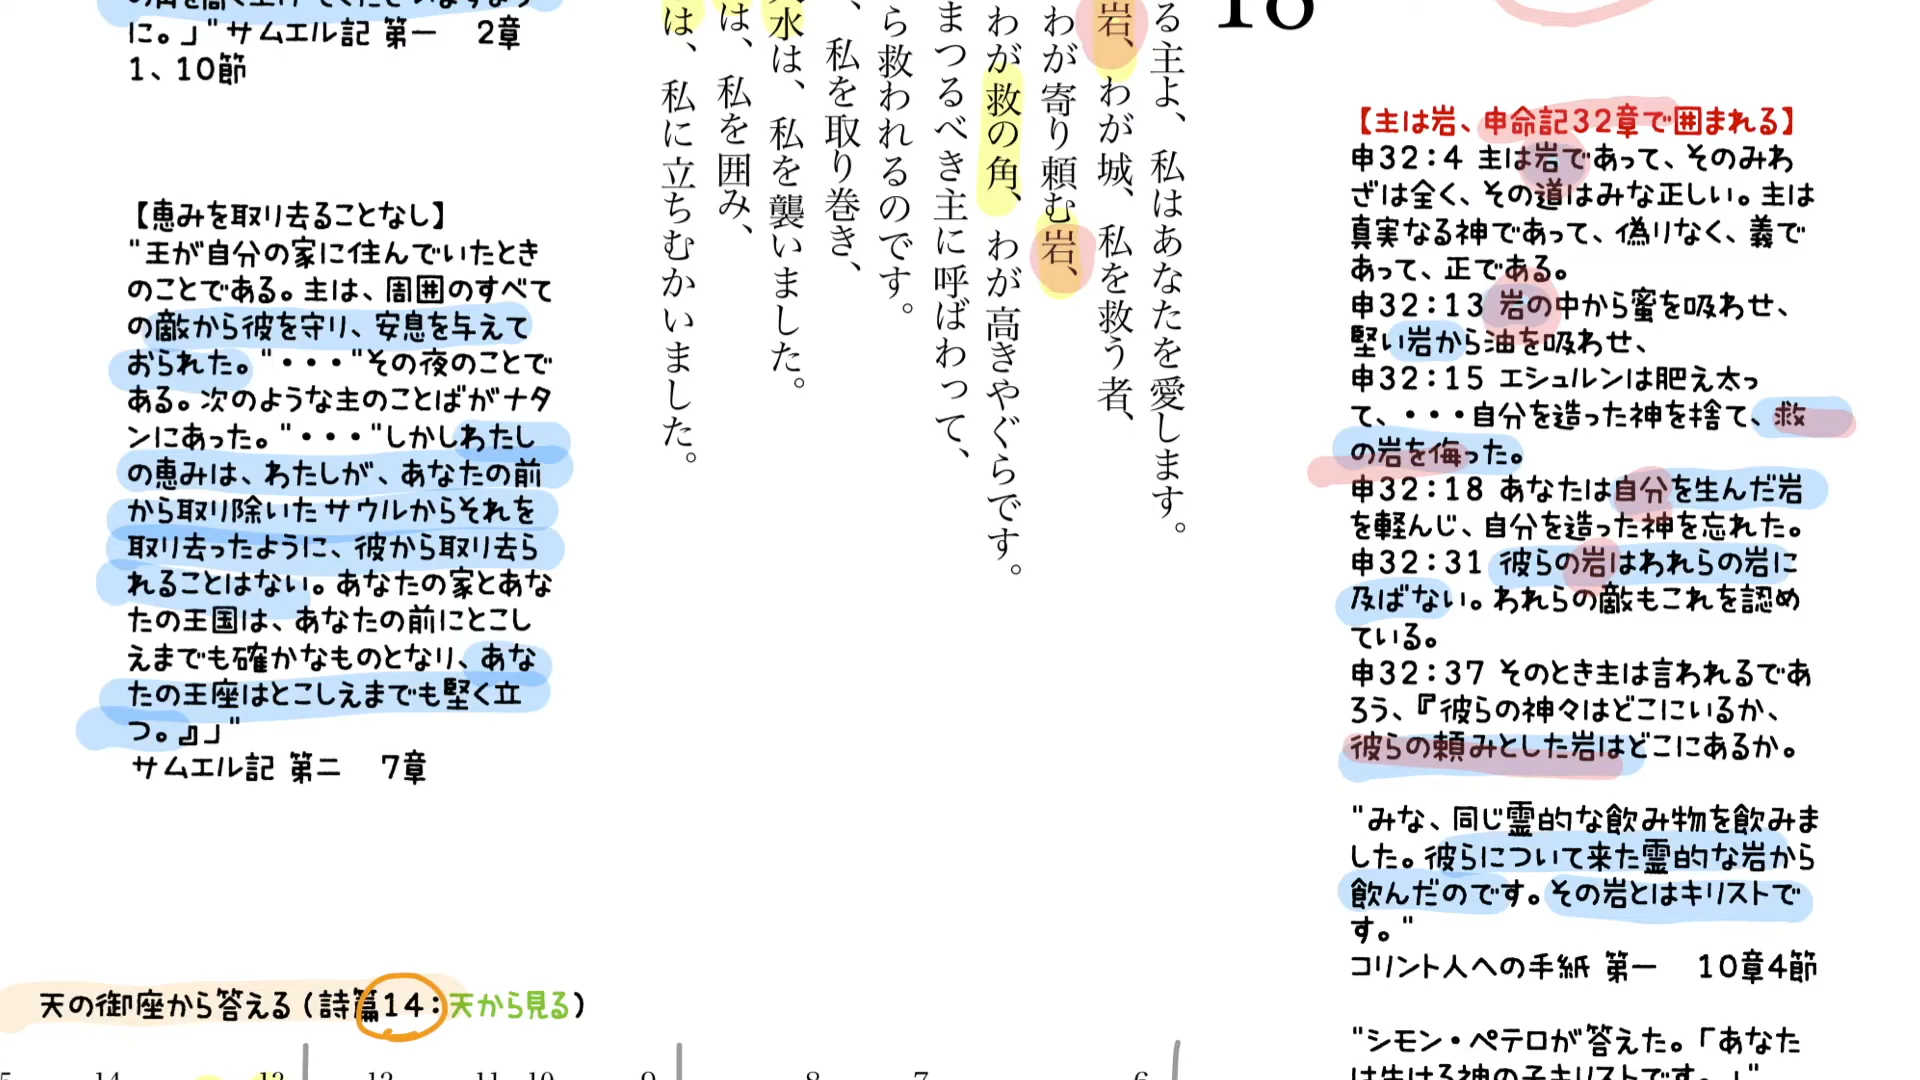 に。」"サムエル記 第一　2章
1、10節
【恵みを取り去ることなし】
"王が自分の家に住んでいたとき
のことである。主は、周囲のすべて
の敵から彼を守り、安息を与えて
おられた。"・・・"その夜のことで
ある。次のような主のことばがナタ
ンにあった。"・・・"しかしわたし
の恵みは、わたしが、あなたの前
から取り除いたサウルからそれを
取り去ったように、彼から取り去ら
れることはない。あなたの家とあな
たの王国は、あなたの前にとこし
えまでも確かなものとなり、あな
たの王座はとこしえまでも堅く立
つ。』」"
サムエル記 第二　7章
18
る主よ、私はあなたを愛します。
岩、わが城、私を救う者、
わが寄り頼む岩、
わが救の角、わが高きやぐらです。
まつるべき主に呼ばわって、
ら救われるのです。
、私を取り巻き、
水は、私を襲いました。
は、私を囲み、
は、私に立ちむかいました。
【主は岩、申命記32章で囲まれる】
申32：4 主は岩であって、そのみわ
ざは全く、その道はみな正しい。主は
真実なる神であって、偽りなく、義で
あって、正である。
申32：13 岩の中から蜜を吸わせ、
堅い岩から油を吸わせ、
申32：15 エシュルンは肥え太っ
て、・・・自分を造った神を捨て、救
の岩を侮った。
申32：18 あなたは自分を生んだ岩
を軽んじ、自分を造った神を忘れた。
申32：31 彼らの岩はわれらの岩に
及ばない。われらの敵もこれを認め
ている。
申32：37 そのとき主は言われるであ
ろう、『彼らの神々はどこにいるか、
彼らの頼みとした岩はどこにあるか。
"みな、同じ霊的な飲み物を飲みま
した。彼らについて来た霊的な岩から
飲んだのです。その岩とはキリストで
す。"
コリント人への手紙 第一　10章4節
"シモン・ペテロが答えた。「あなた
は生ける神の子キリストです。」"
天の御座から答える（詩篇14：天から見る）
14 13 12 11 10 9 8 7 6